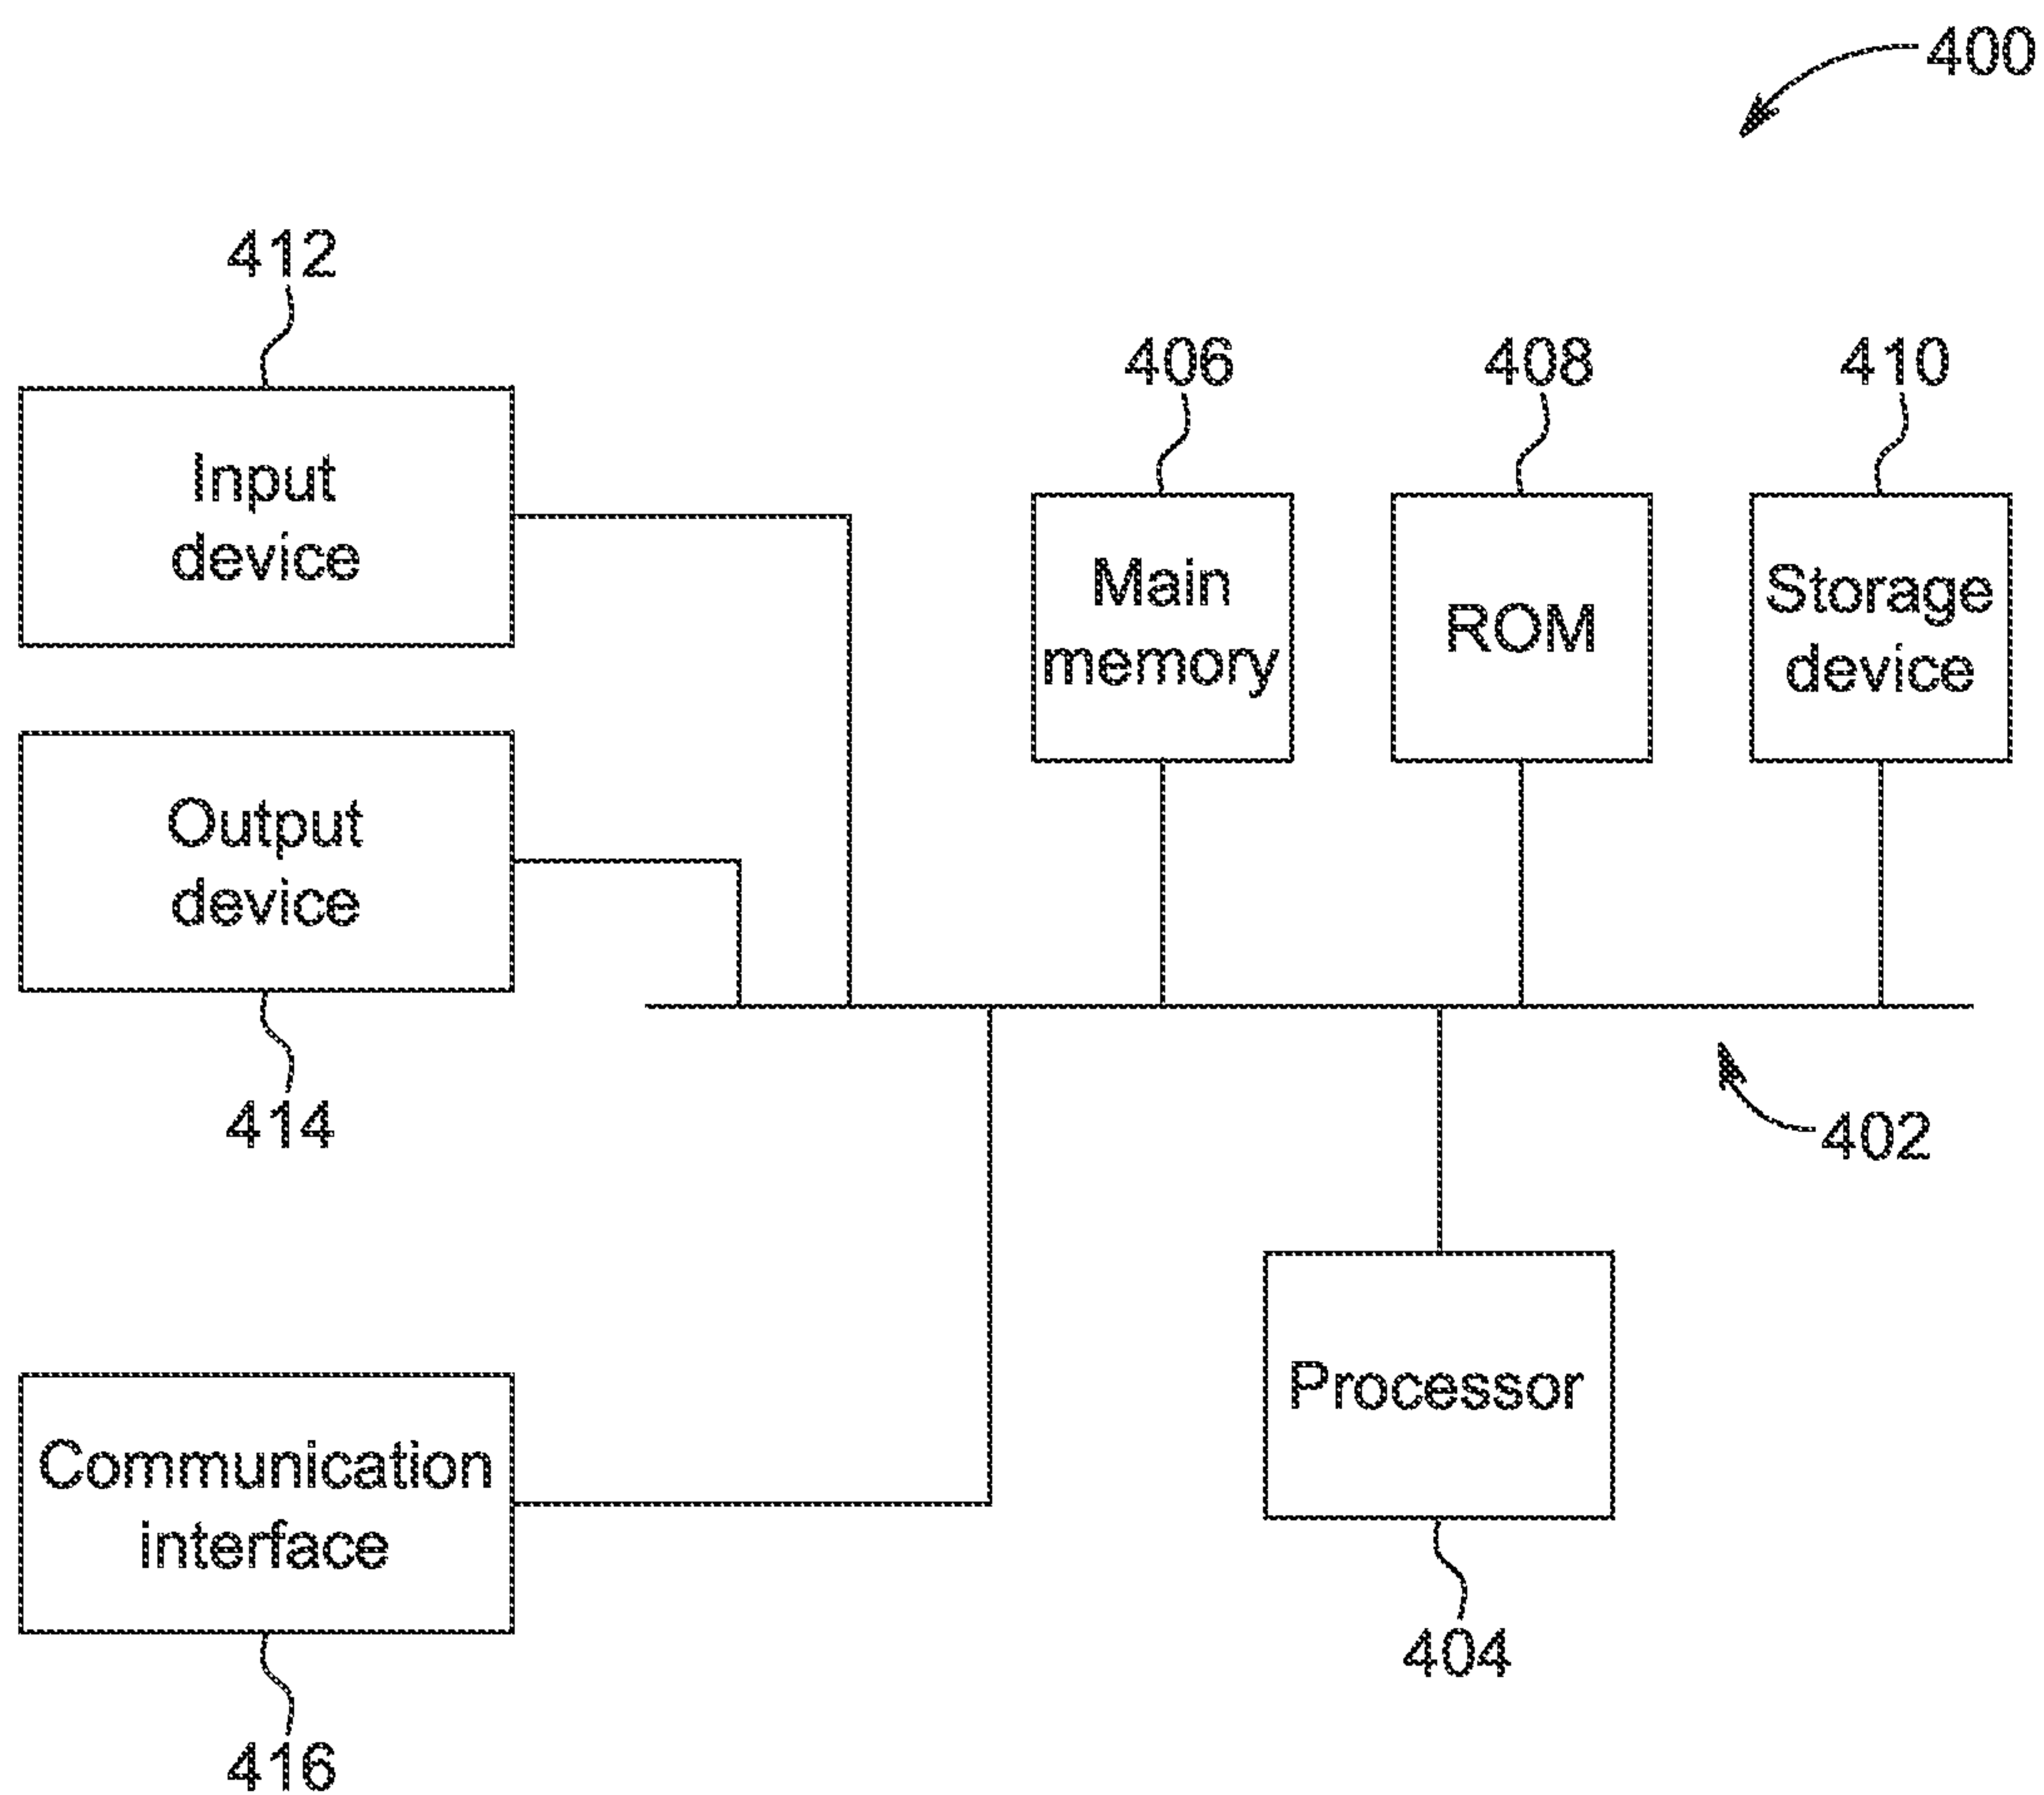 400
412
406
408
410
Input
device
Main
memory
ROM
Storage
device
Output
device
414
402
Processor
Communication
interface
404
416